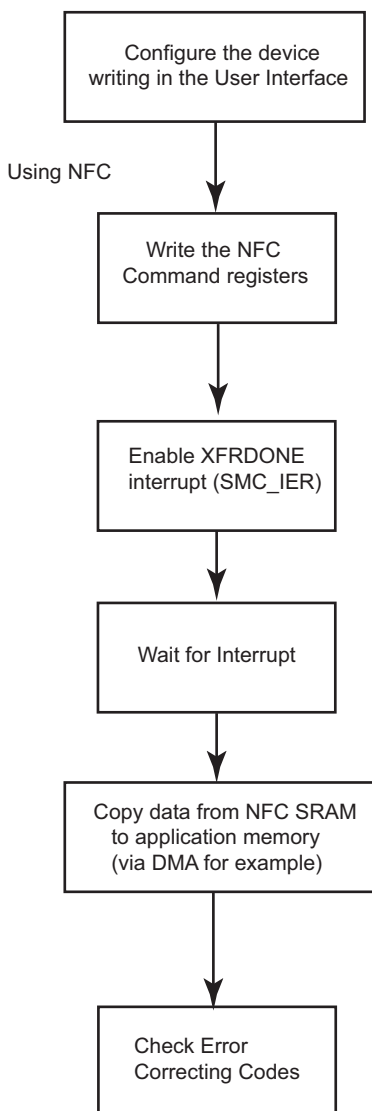 Configure the device
writing in the User Interface
Using NFC
Write the NFC
Command registers
Enable XFRDONE
interrupt (SMC_IER)
Wait for Interrupt
Copy data from NFC SRAM
to application memory
(via DMA for example)
Check Error
Correcting Codes